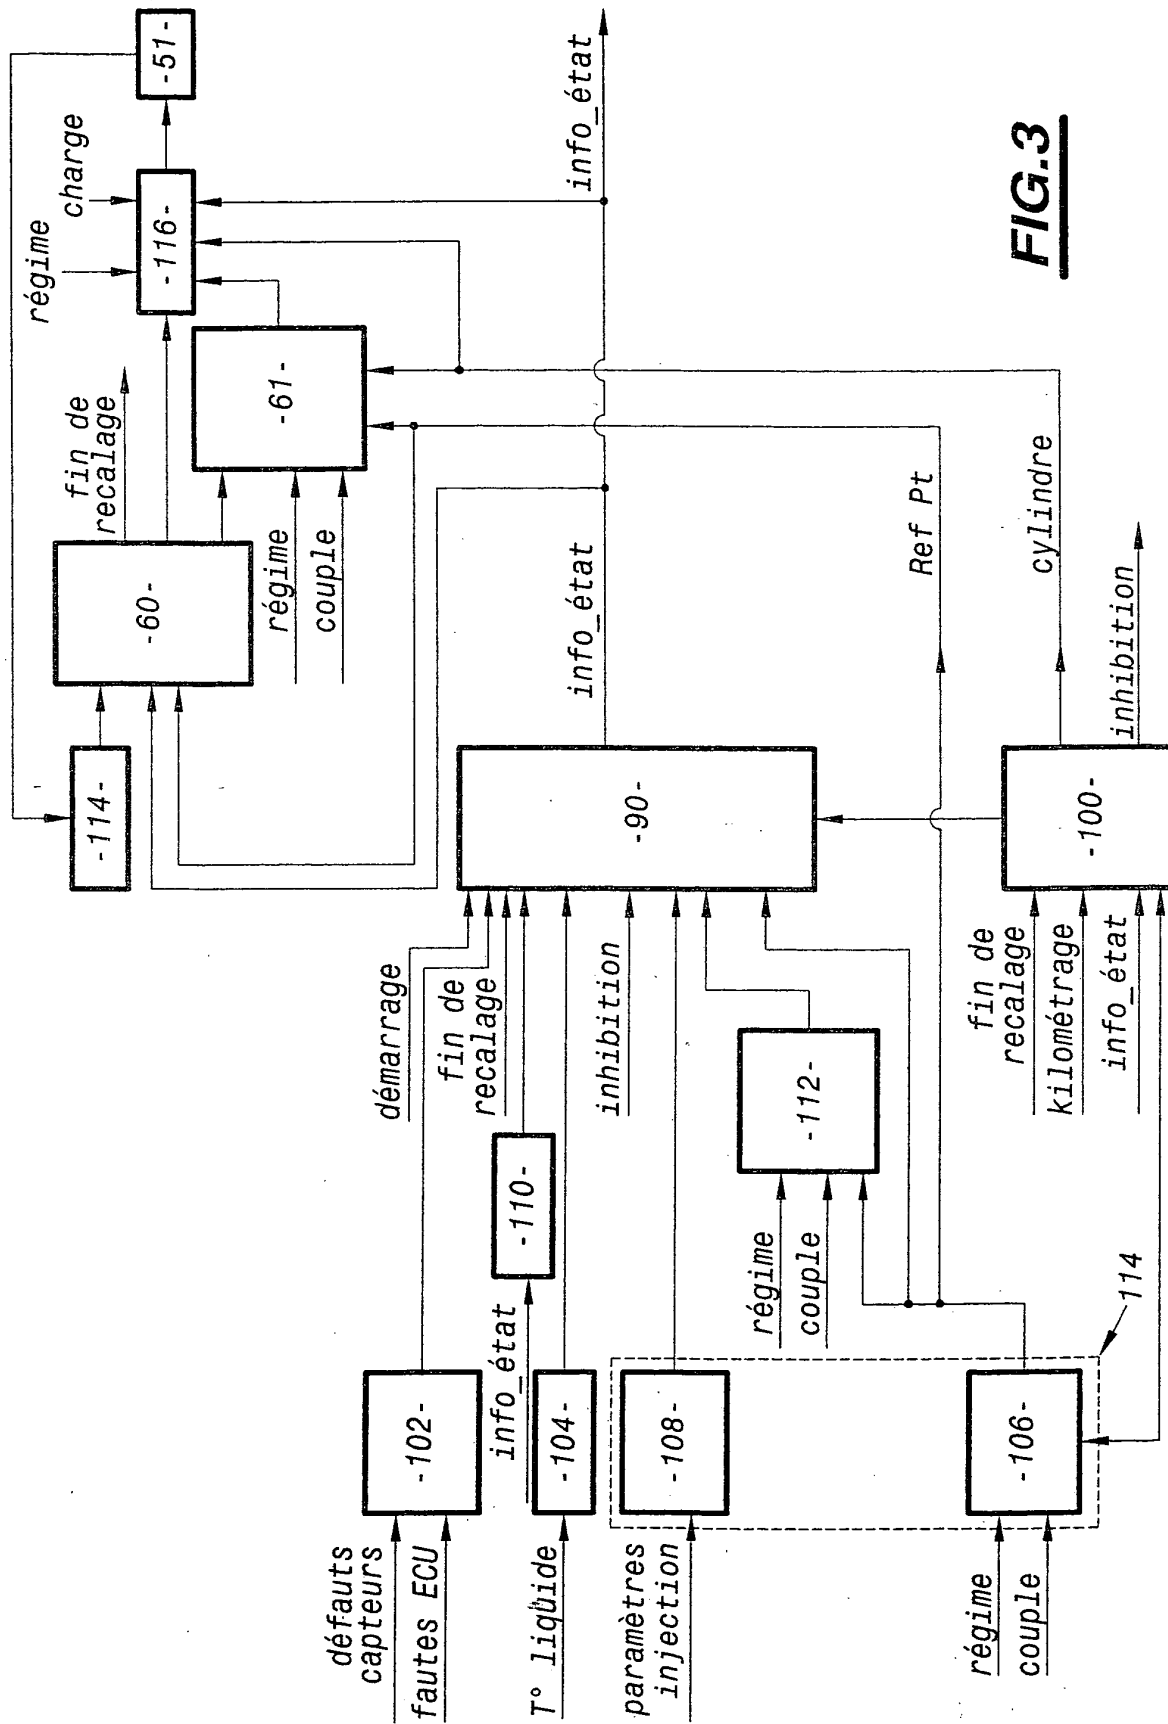 -51-
charge
régime
-116-
info_état
fin de
recalage
-61-
-60-
régime
couple
Ref Pt
cylindre
info_état
inhibition
-114-
-90-
-100-
démarrage
fin de
recalage
inhibition
-112-
fin de
recalage
kilométrage
info_état
-110-
info_état
régime
couple
114
-102-
-104-
-108-
-106-
défauts
capteurs
fautes ECU
T° liquide
paramètres
injection
régime
couple
FIG.3